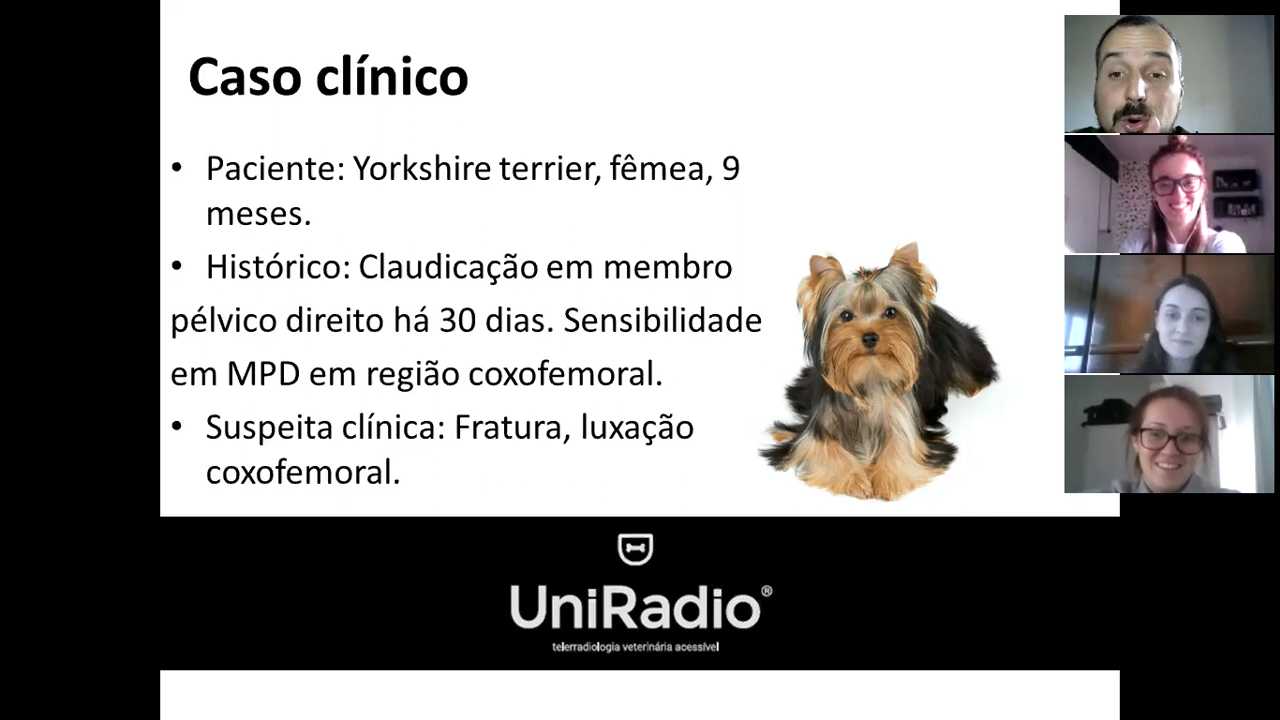 Caso clínico
• Paciente: Yorkshire terrier, fêmea, 9
meses.
• Histórico: Claudicação em membro
pélvico direito há 30 dias. Sensibilidade
em MPD em região coxofemoral.
• Suspeita clínica: Fratura, luxação
coxofemoral.
UniRadio®
telerradiologia veterinária acessível